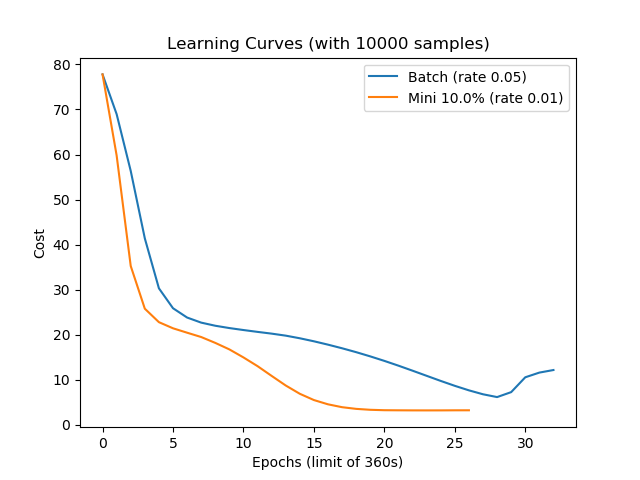 Learning Curves (with 10000 samples)
Batch (rate 0.05)
Mini 10.0% (rate 0.01)
Cost
80
70
60
50
40
30
20
10
0
0 5 10 15 20 25 30
Epochs (limit of 360s)